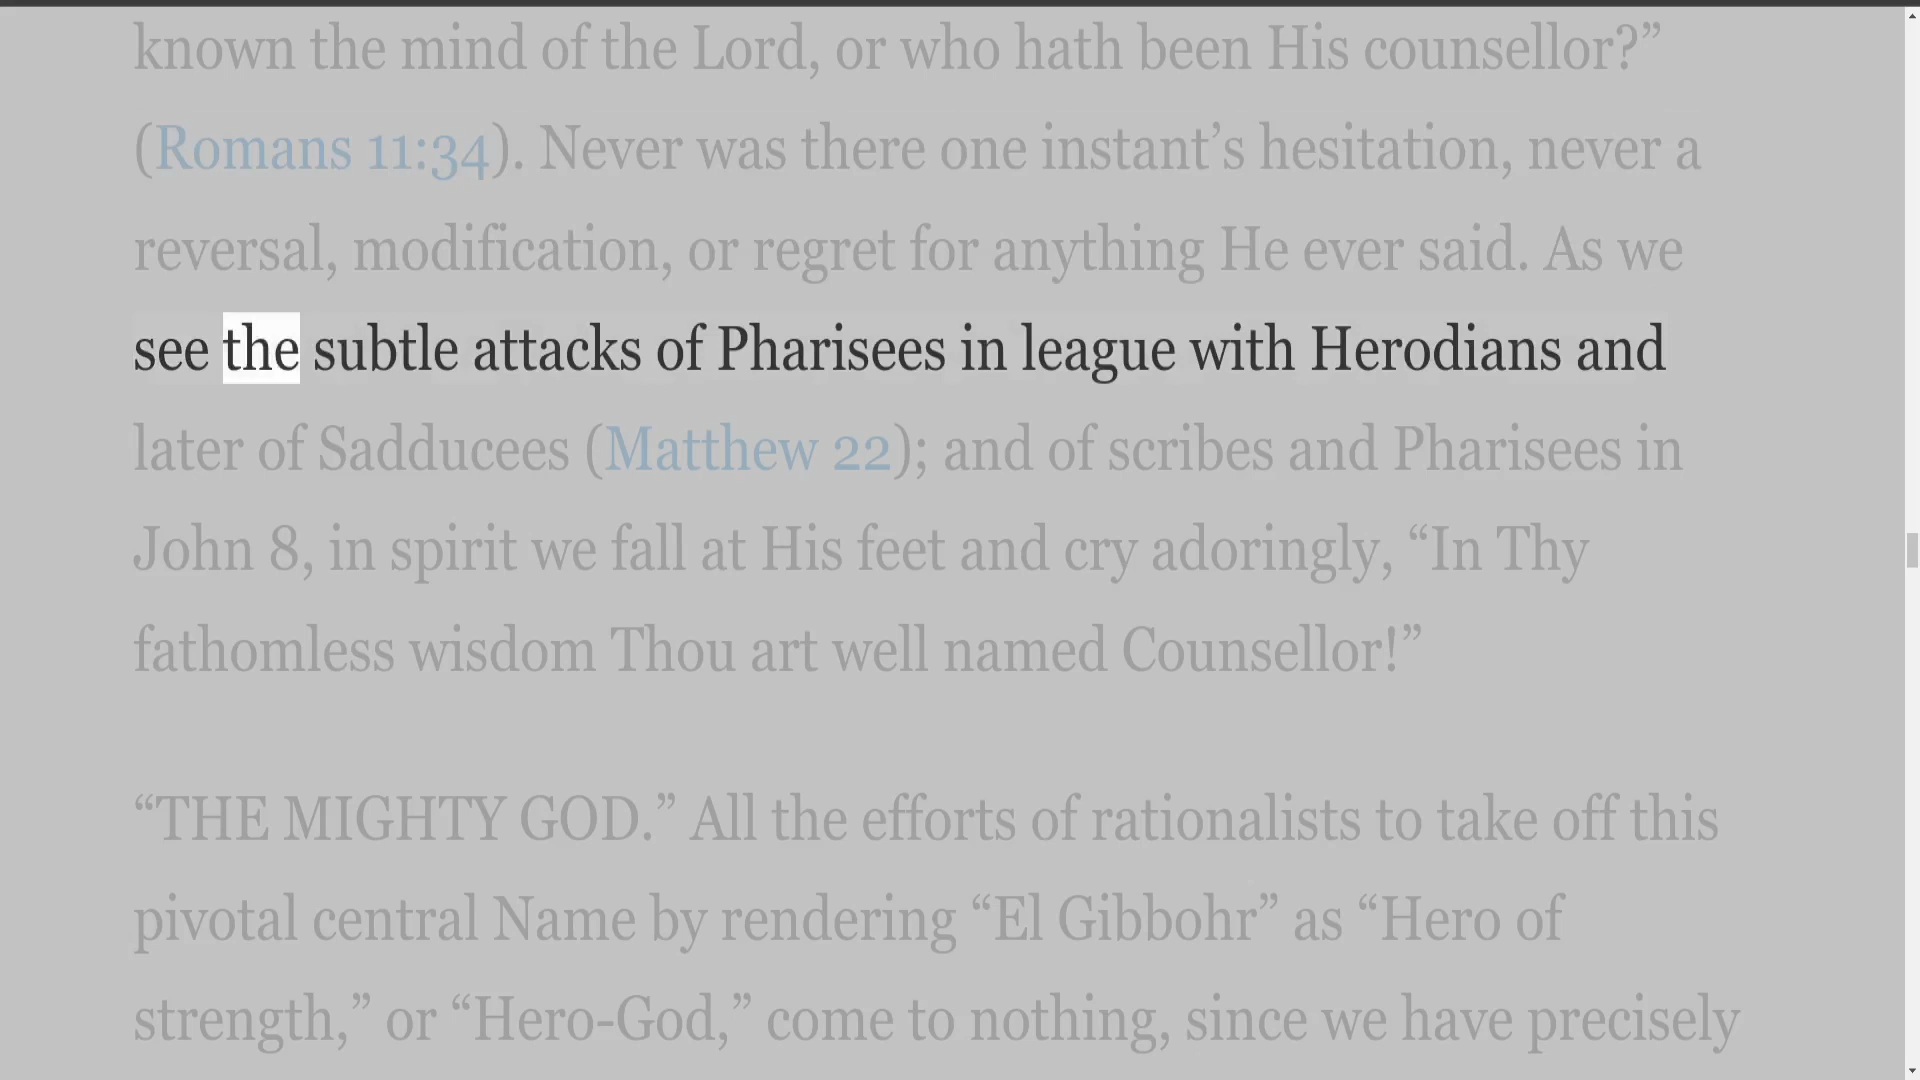 known the mind of the Lord, or who hath been His counsellor?”
(Romans 11:34). Never was there one instant’s hesitation, never a
reversal, modification, or regret for anything He ever said. As we
see the subtle attacks of Pharisees in league with Herodians and
later of Sadducees (Matthew 22); and of scribes and Pharisees in
John 8, in spirit we fall at His feet and cry adoringly, “In Thy
fathomless wisdom Thou art well named Counsellor!”
“THE MIGHTY GOD.” All the efforts of rationalists to take off this
pivotal central Name by rendering “El Gibbohr” as “Hero of
strength,” or “Hero-God,” come to nothing, since we have precisely